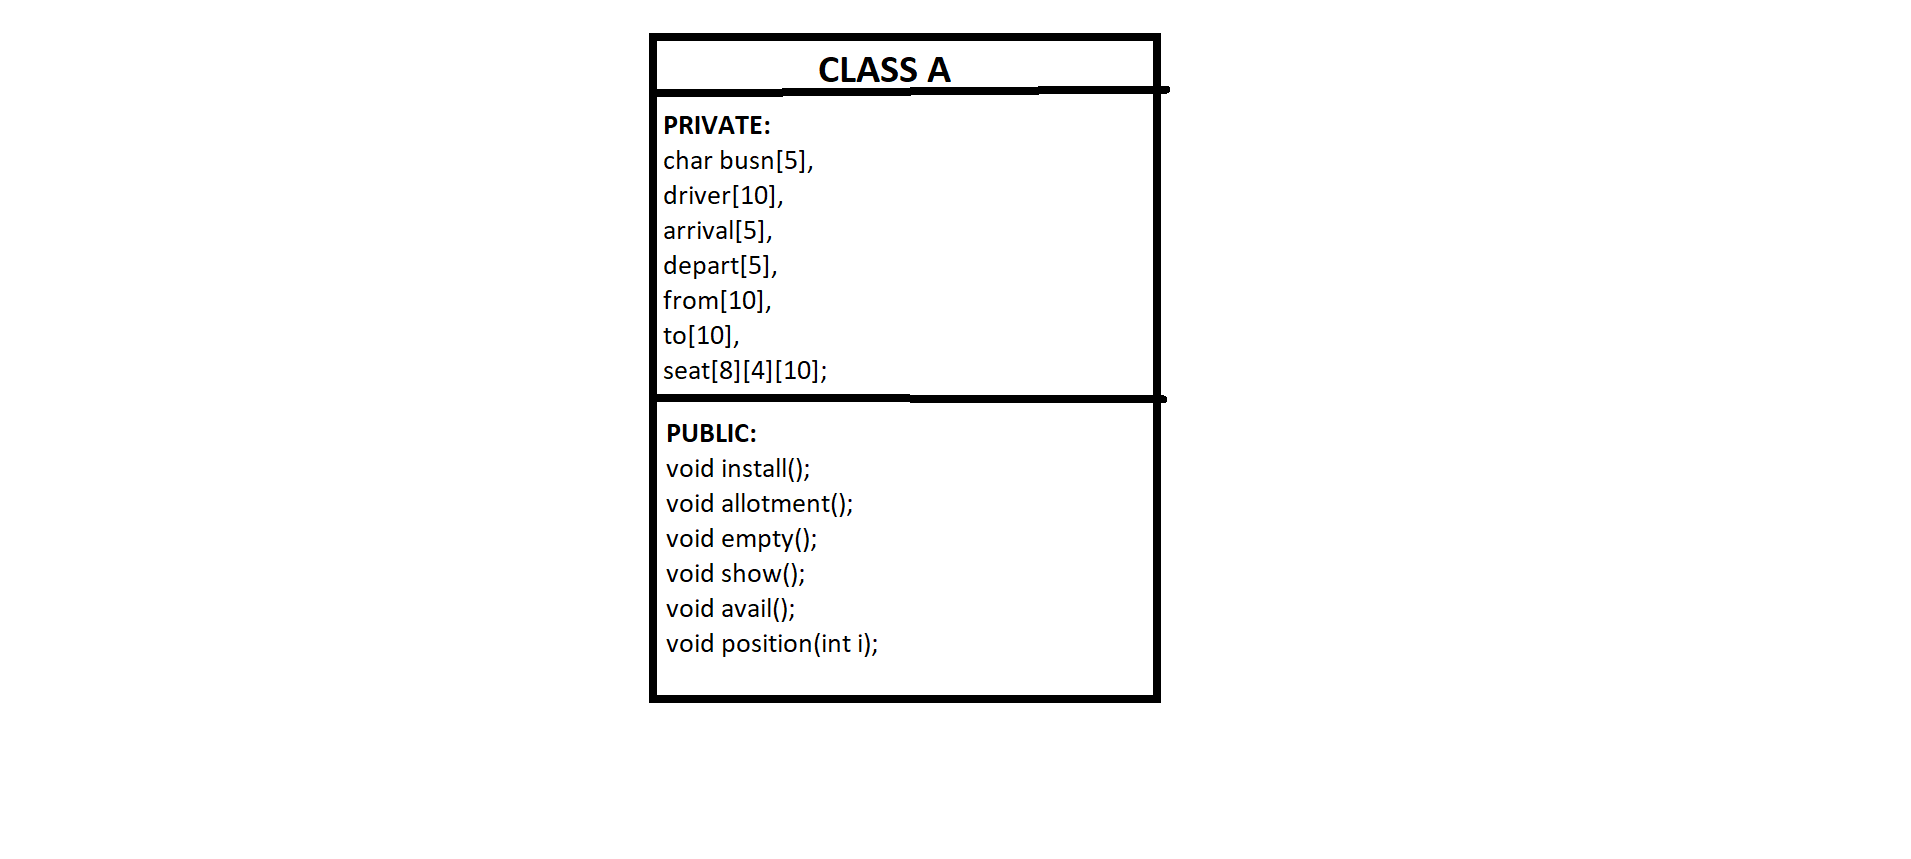 CLASS A
PRIVATE:
char busn[5],
driver[10],
arrival[5],
depart[5],
from[10],
to[10],
seat[8][4][10];
PUBLIC:
void install();
void allotment();
void empty();
void show();
void avail();
void position(int i);